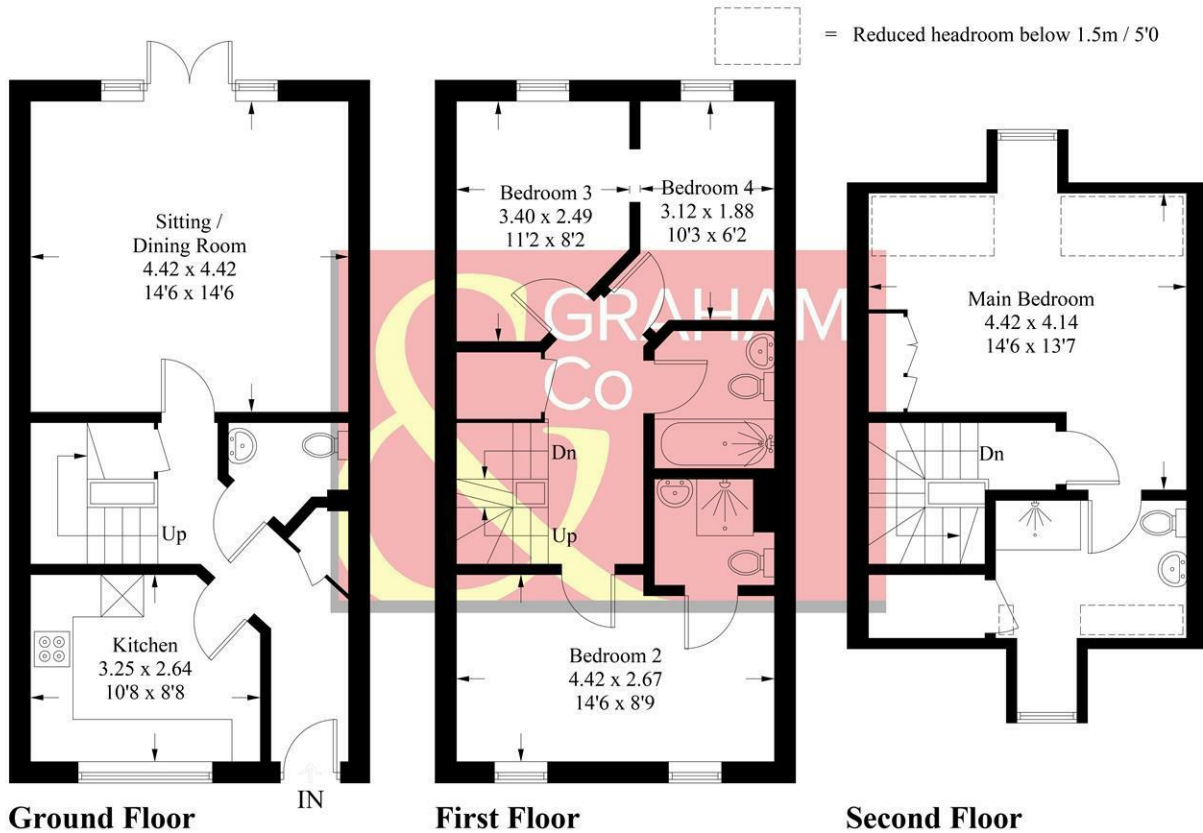 = Reduced headroom below 1.5m / 5'0
Sitting /
Dining Room
4.42 x 4.42
14'6 x 14'6
Up
Kitchen
3.25 x 2.64
10'8 x 8'8
IN
Ground Floor
Bedroom 3
3.40 x 2.49
11'2 x 8'2
Bedroom 4
3.12 x 1.88
10'3 x 6'2
& GRAHAM
Co
Dn
Up
Bedroom 2
4.42 x 2.67
14'6 x 8'9
First Floor
Main Bedroom
4.42 x 4.14
14'6 x 13'7
Dn
Second Floor